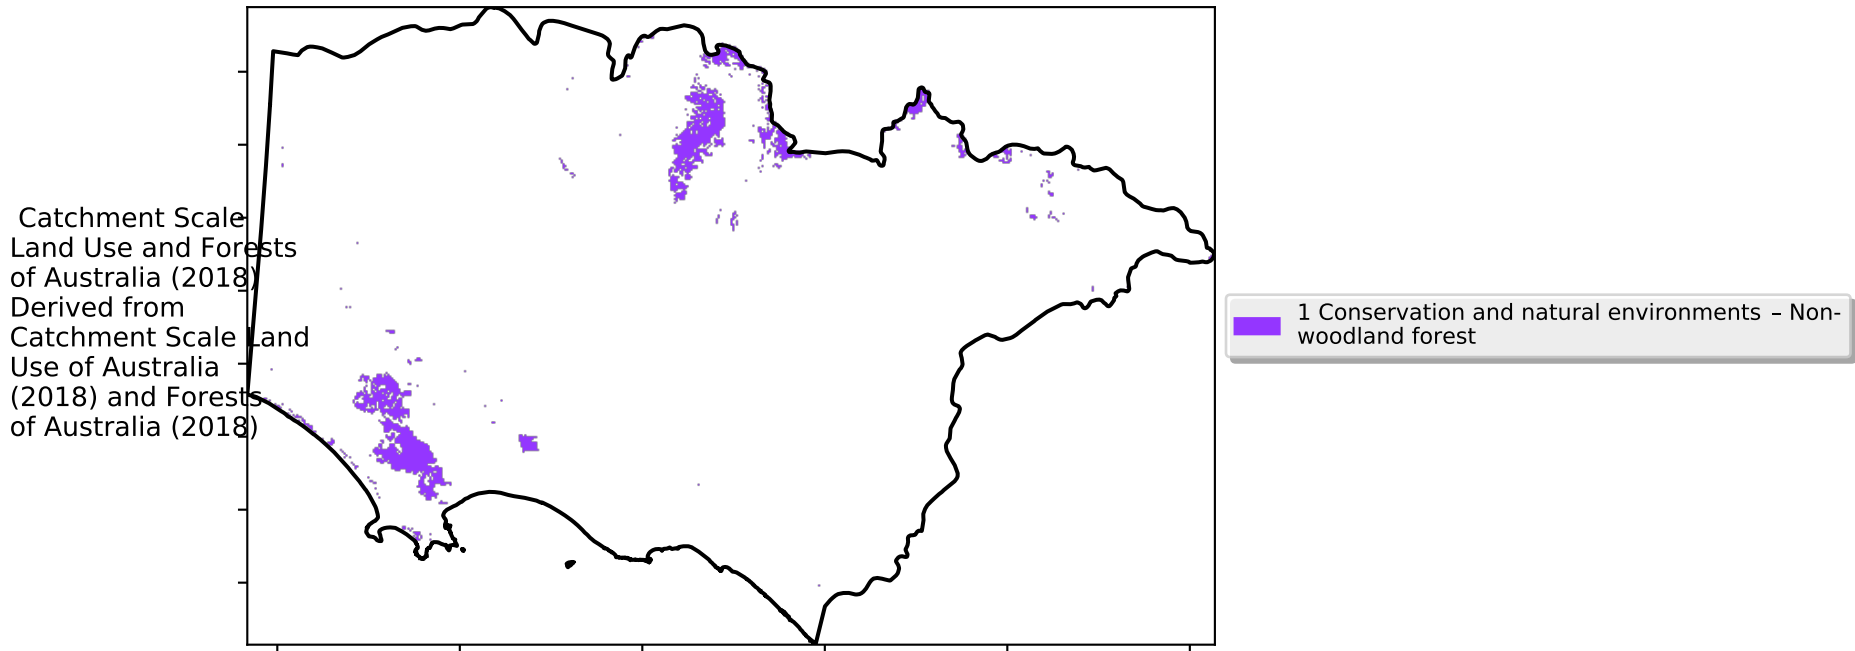 Catchment Scale
Land Use and Forests
of Australia (2018)
Derived from
Catchment Scale Land
Use of Australia
(2018) and Forests
of Australia (2018)
1 Conservation and natural environments – Non-
woodland forest